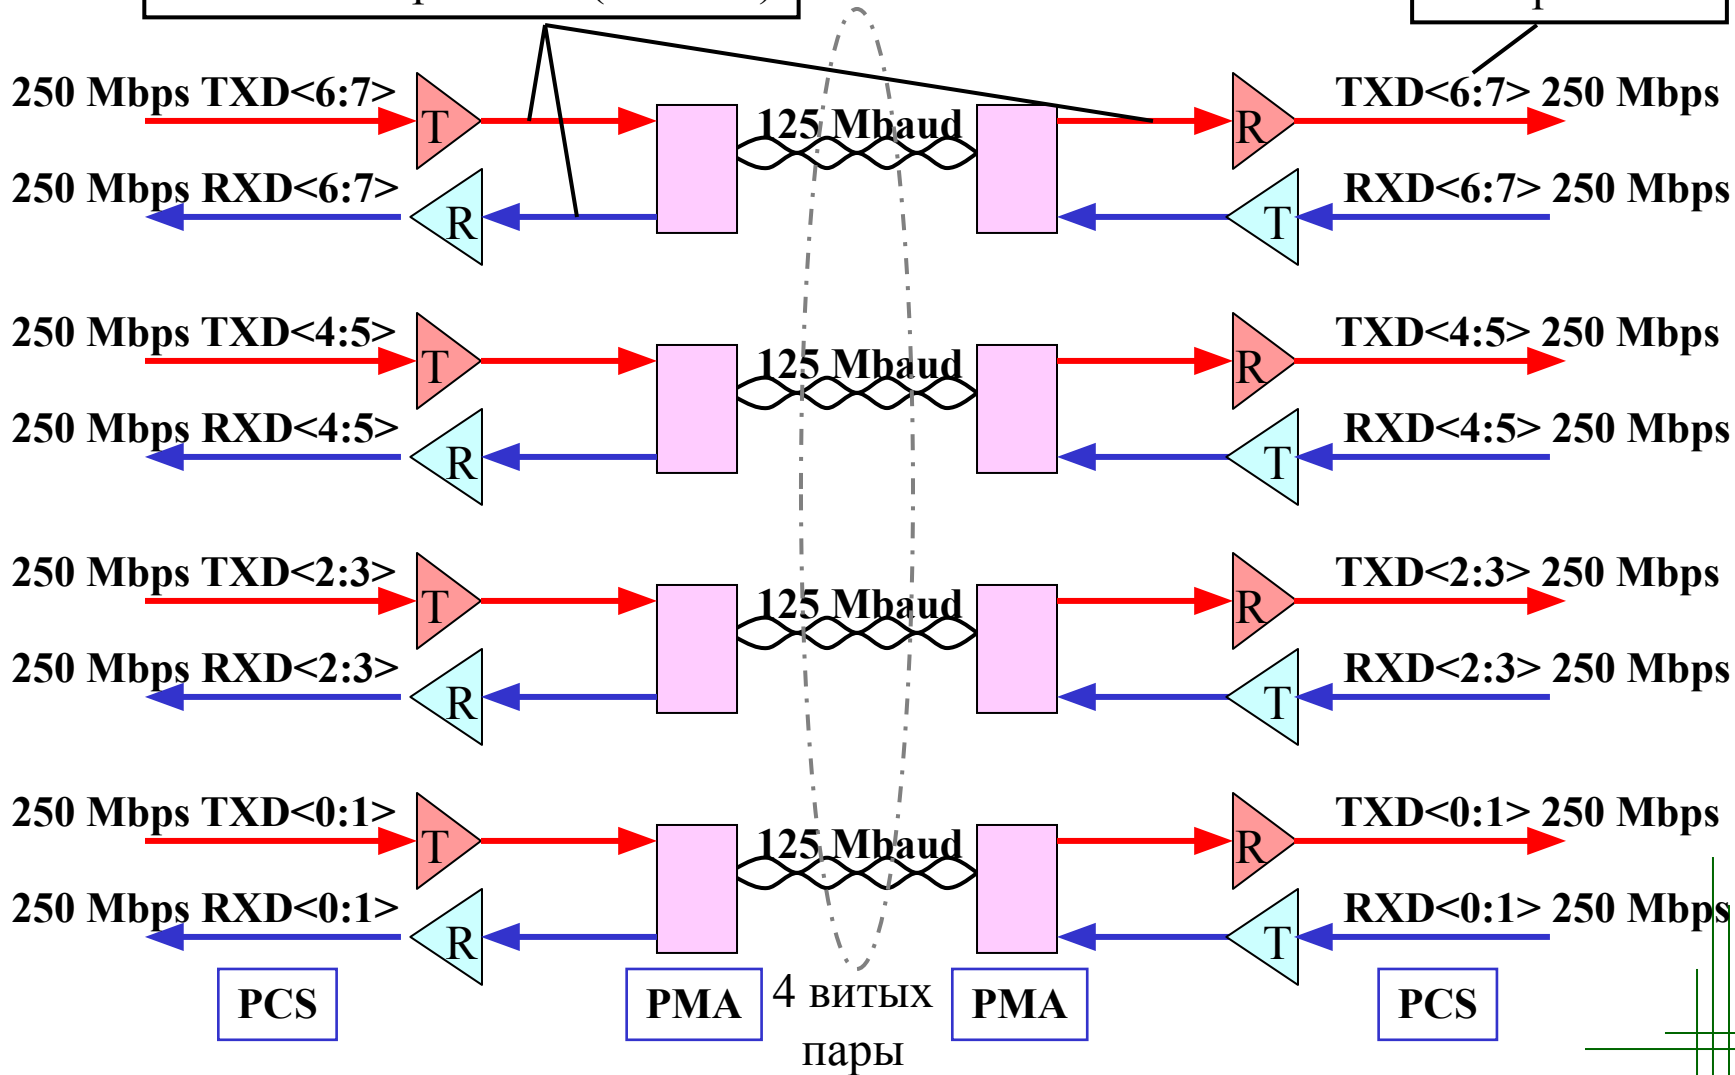 250 Mbps TXD<6:7>
T
125 Mbaud
R
TXD<6:7> 250 Mbps
250 Mbps RXD<6:7>
R
T
RXD<6:7> 250 Mbps
250 Mbps TXD<4:5>
T
125 Mbaud
R
TXD<4:5> 250 Mbps
250 Mbps RXD<4:5>
R
T
RXD<4:5> 250 Mbps
250 Mbps TXD<2:3>
T
125 Mbaud
R
TXD<2:3> 250 Mbps
250 Mbps RXD<2:3>
R
T
RXD<2:3> 250 Mbps
250 Mbps TXD<0:1>
T
125 Mbaud
R
TXD<0:1> 250 Mbps
250 Mbps RXD<0:1>
R
T
RXD<0:1> 250 Mbps
PCS
PMA
4 витых
пары
PMA
PCS